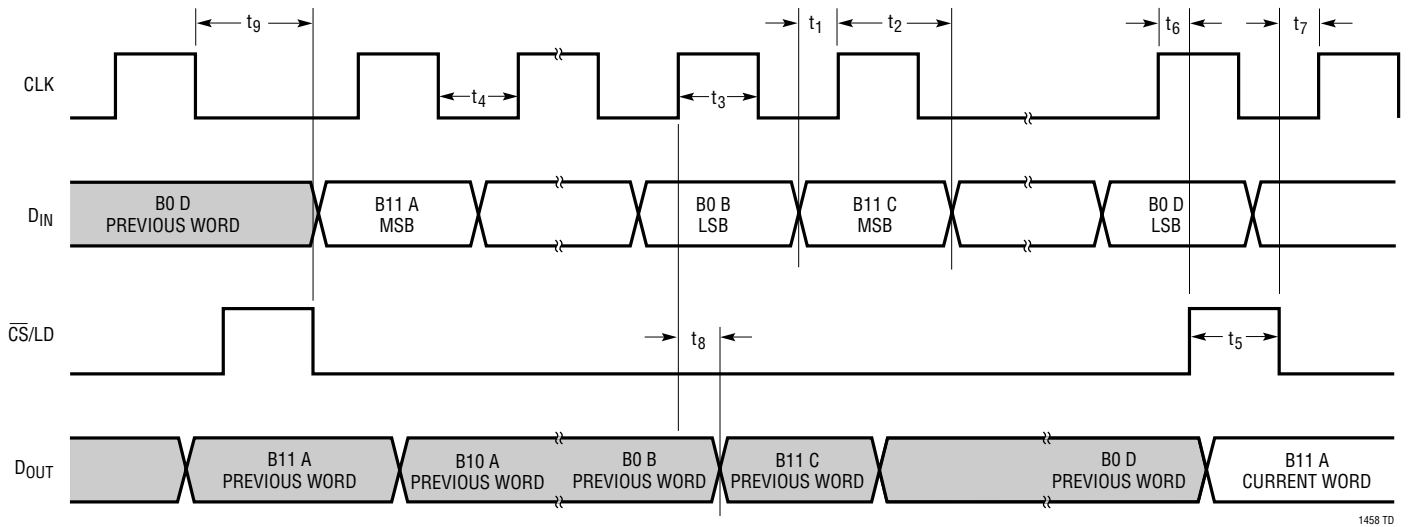 t9
t1
t2
t6
t7
CLK
t4
t3
DIN
B0 D
PREVIOUS WORD
B11 A
MSB
B0 B
LSB
B11 C
MSB
B0 D
LSB
CS/LD
t8
t5
DOUT
B11 A
PREVIOUS WORD
B10 A
PREVIOUS WORD
B0 B
PREVIOUS WORD
B11 C
PREVIOUS WORD
B0 D
PREVIOUS WORD
B11 A
CURRENT WORD
1458 TD